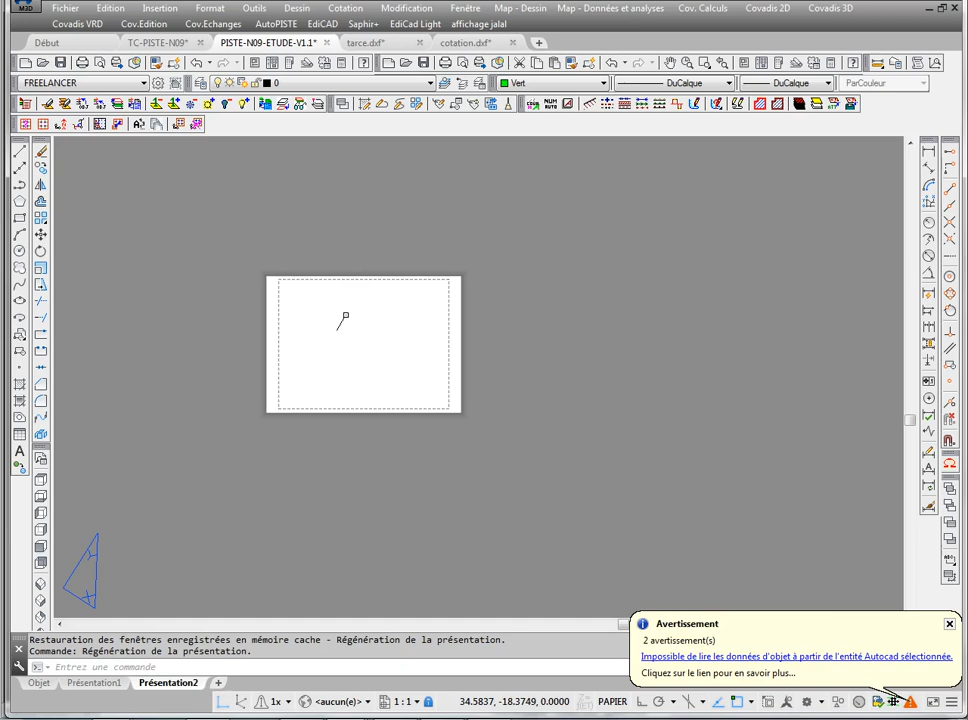 M3D
Fichier Edition Insertion Format Outils Dessin Cotation Modification Fenêtre Map - Dessin Map - Données et analyses Cov. Calculs Covadis 2D Covadis 3D
Covadis VRD Cov.Edition Cov.Echanges AutoPISTE EdiCAD Saphir+ EdiCad Light affichage jalal
Début TC-PISTE-N09* PISTE-N09-ETUDE-V1.1* tarce.dxf* cotation.dxf*
FREELANCER 0 Vert DuCalque DuCalque ParCouleur
Restauration des fenêtres enregistrées en mémoire cache - Régénération de la présentation.
Commande: Régénération de la présentation.
Entrez une commande
Objet Présentation1 Présentation2
Avertissement
2 avertissement(s)
Impossible de lire les données d'objet à partir de l'entité Autocad sélectionnée.
Cliquez sur le lien pour en savoir plus...
1x <aucun(e)> 1:1 34.5837, -18.3749, 0.0000 PAPIER